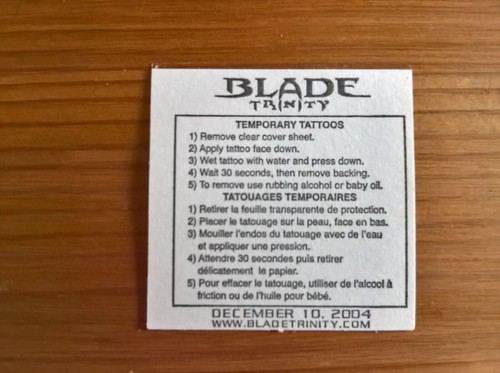 BLADE
TRINITY
TEMPORARY TATTOOS
1) Remove clear cover sheet.
2) Apply tattoo face down.
3) Wet tattoo with water and press down.
4) Wait 30 seconds, then remove backing.
5) To remove use rubbing alcohol or baby oil.
TATOUAGES TEMPORAIRES
1) Retirer la feuille transparente de protection.
2) Placer le tatouage sur la peau, face en bas.
3) Mouiller l'endos du tatouage avec de l'eau
et appliquer une pression.
4) Attendre 30 secondes puis retirer
délicatement le papier.
5) Pour effacer le tatouage, utiliser de l'alcool à
friction ou de l'huile pour bébé.
DECEMBER 10, 2004
WWW.BLADETRINITY.COM